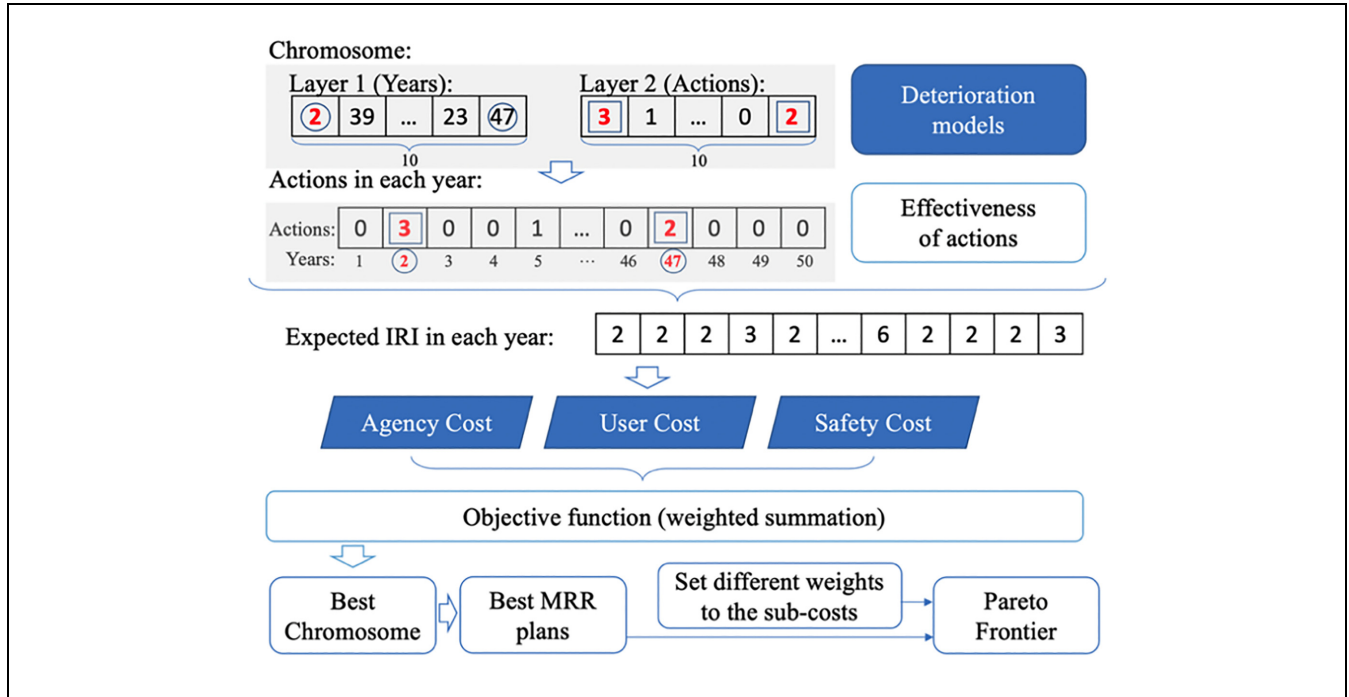 Chromosome:
Layer 1 (Years):
2 39 ... 23 47
10
Layer 2 (Actions):
3 1 ... 0 2
10
Deterioration
models
Actions in each year:
Actions: 0 3 0 0 1 ... 0 2 0 0 0
Years: 1 2 3 4 5 ... 46 47 48 49 50
Effectiveness
of actions
Expected IRI in each year: 2 2 2 3 2 ... 6 2 2 2 3
Agency Cost
User Cost
Safety Cost
Objective function (weighted summation)
Best
Chromosome
Best MRR
plans
Set different weights
to the sub-costs
Pareto
Frontier